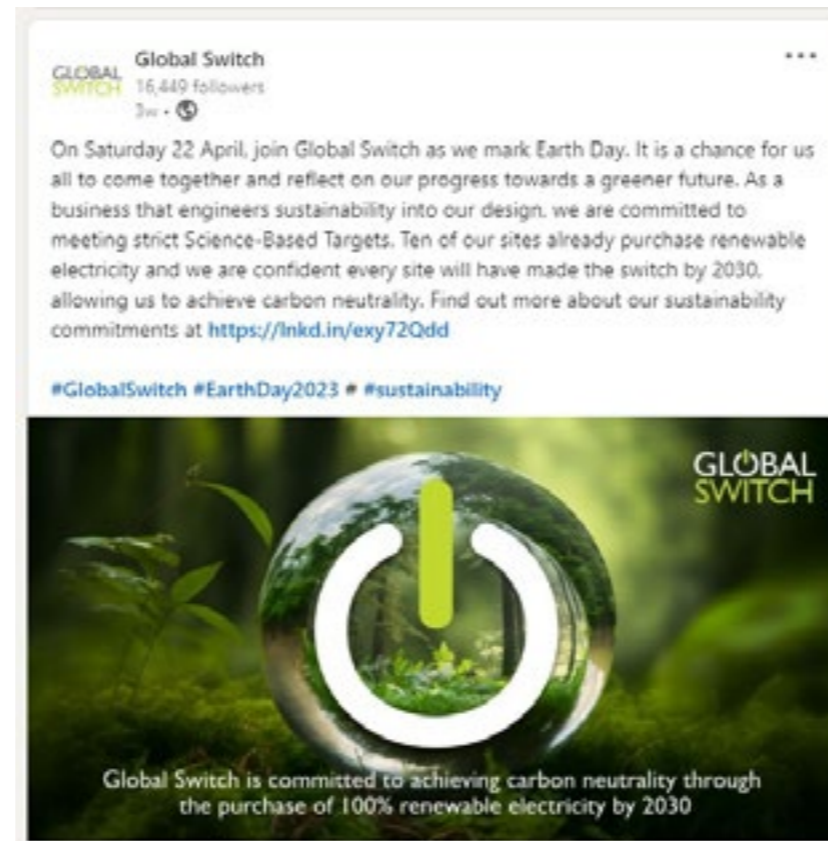 Global Switch
GLOBAL
SWITCH
16,449 followers
3w •
On Saturday 22 April, join Global Switch as we mark Earth Day. It is a chance for us
all to come together and reflect on our progress towards a greener future. As a
business that engineers sustainability into our design, we are committed to
meeting strict Science-Based Targets. Ten of our sites already purchase renewable
electricity and we are confident every site will have made the switch by 2030,
allowing us to achieve carbon neutrality. Find out more about our sustainability
commitments at https://lnkd.in/exy72Qdd
#GlobalSwitch #EarthDay2023 # #sustainability
GLOBAL
SWITCH
Global Switch is committed to achieving carbon neutrality through
the purchase of 100% renewable electricity by 2030